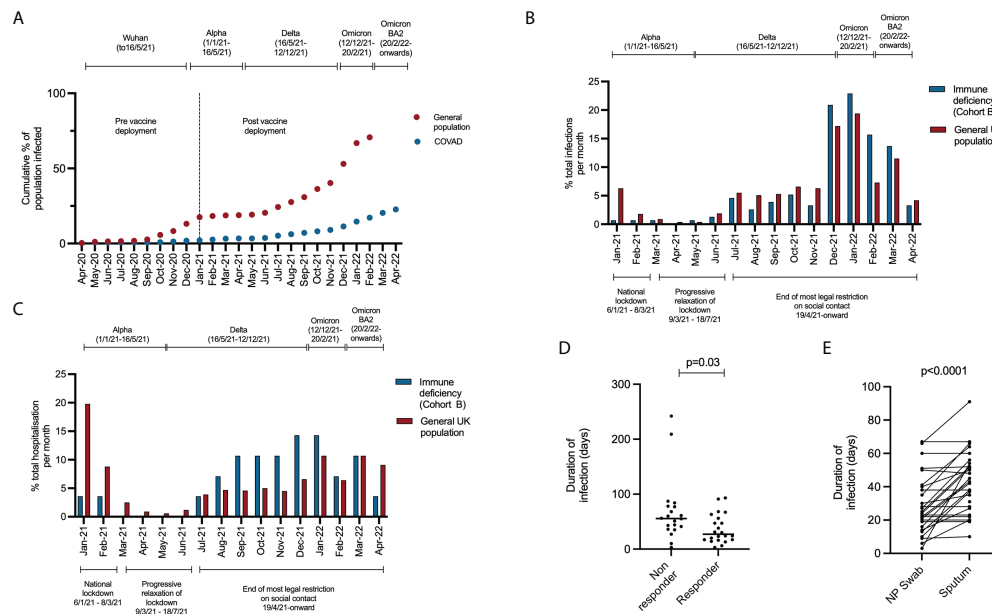 A
Wuhan
(to16/5/21)
Alpha
(1/1/21-
16/5/21)
Delta
(16/5/21-
12/12/21)
Omicron
(12/12/21-
20/2/21)
Omicron
BA2
(20/2/22-
onwards)
Cumulative % of
population infected
100
50
0
Pre vaccine
deployment
Post vaccine
deployment
General
population
COVAD
Apr-20
May-20
Jun-20
Jul-20
Aug-20
Sep-20
Oct-20
Nov-20
Dec-20
Jan-21
Feb-21
Mar-21
Apr-21
May-21
Jun-21
Jul-21
Aug-21
Sep-21
Oct-21
Nov-21
Dec-21
Jan-22
Feb-22
Mar-22
Apr-22
B
Alpha
(1/1/21-16/5/21)
Delta
(16/5/21-12/12/21)
Omicron
(12/12/21-
20/2/21)
Omicron
BA2
(20/2/22-
onwards)
% total infections
per month
25
20
15
10
5
0
Immune
deficiency
(Cohort B
General U
populatio
Jan-21
Feb-21
Mar-21
Apr-21
May-21
Jun-21
Jul-21
Aug-21
Sep-21
Oct-21
Nov-21
Dec-21
Jan-22
Feb-22
Mar-22
Apr-22
National
lockdown
6/1/21 - 8/3/21
Progressive
relaxation of
lockdown
9/3/21 - 18/7/21
End of most legal restriction
on social contact
19/4/21-onward
C
Alpha
(1/1/21-16/5/21)
Delta
(16/5/21-12/12/21)
Omicron
(12/12/21-
20/2/21)
Omicron
BA2
(20/2/22-
onwards)
% total hospitalisation
per month
25
20
15
10
5
0
Immune
deficiency
(Cohort B)
General UK
population
Jan-21
Feb-21
Mar-21
Apr-21
May-21
Jun-21
Jul-21
Aug-21
Sep-21
Oct-21
Nov-21
Dec-21
Jan-22
Feb-22
Mar-22
Apr-22
National
lockdown
6/1/21 - 8/3/21
Progressive
relaxation of
lockdown
9/3/21 - 18/7/21
End of most legal restriction
on social contact
19/4/21-onward
D
p=0.03
Duration of
infection (days)
300
200
100
0
Non
responder
Responder
E
p<0.0001
Duration of
infection (days)
100
80
60
40
20
0
NP Swab
Sputum